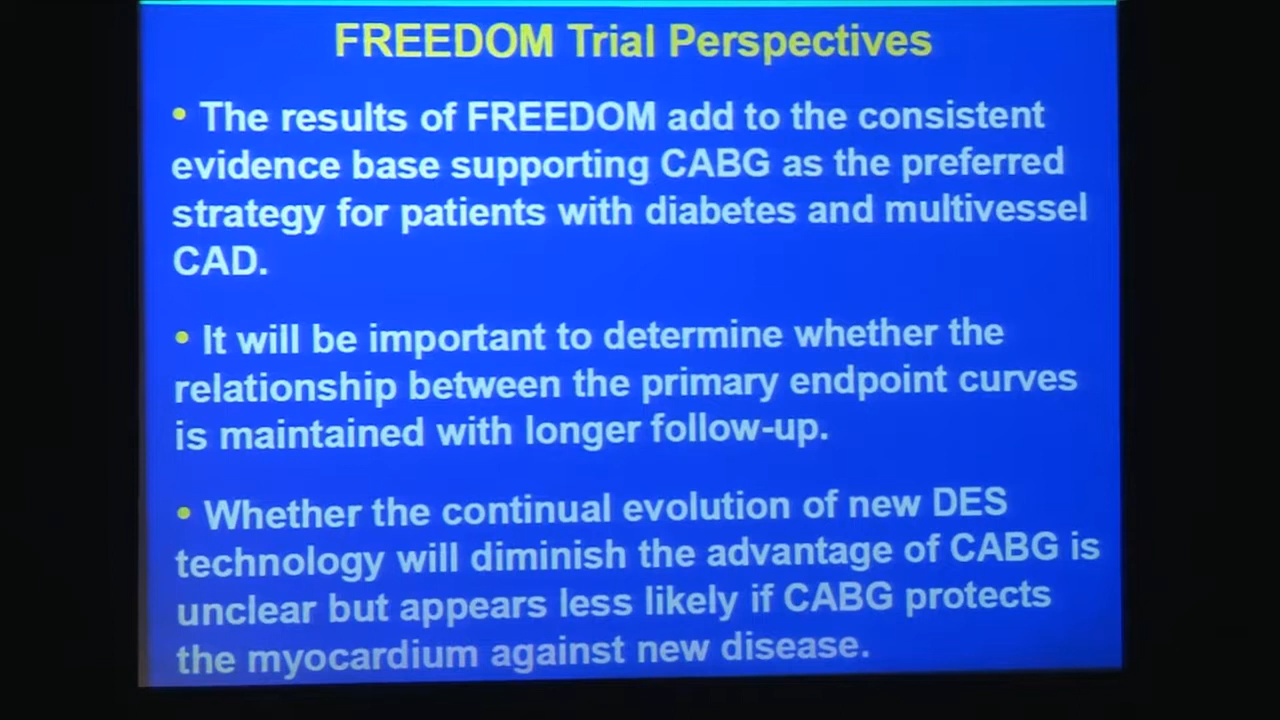 FREEDOM Trial Perspectives
• The results of FREEDOM add to the consistent
evidence base supporting CABG as the preferred
strategy for patients with diabetes and multivessel
CAD.
• It will be important to determine whether the
relationship between the primary endpoint curves
is maintained with longer follow-up.
• Whether the continual evolution of new DES
technology will diminish the advantage of CABG is
unclear but appears less likely if CABG protects
the myocardium against new disease.